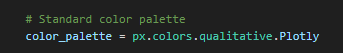 # Standard color palette
color_palette = px.colors.qualitative.Plotly